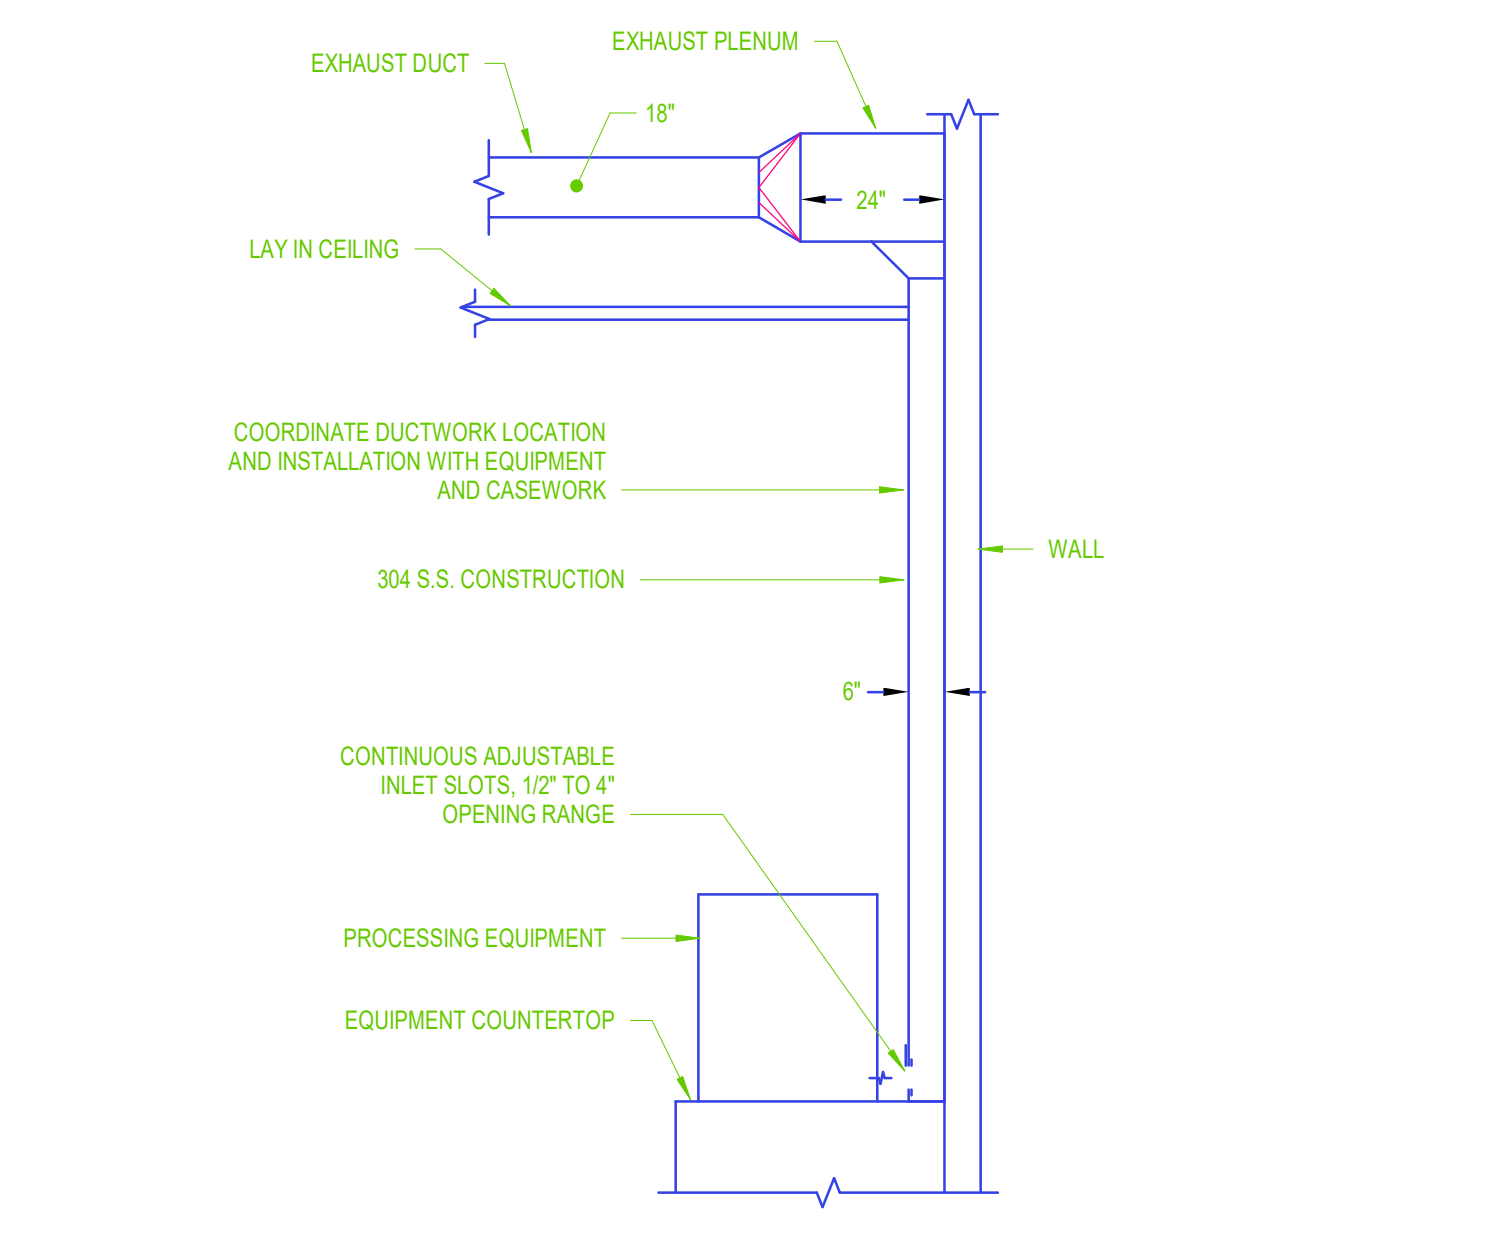 EXHAUST PLENUM
EXHAUST DUCT
18"
24"
LAY IN CEILING
COORDINATE DUCTWORK LOCATION
AND INSTALLATION WITH EQUIPMENT
AND CASEWORK
WALL
304 S.S. CONSTRUCTION
6"
CONTINUOUS ADJUSTABLE
INLET SLOTS, 1/2" TO 4"
OPENING RANGE
PROCESSING EQUIPMENT
EQUIPMENT COUNTERTOP